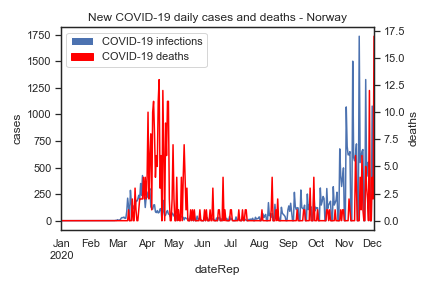 New COVID-19 daily cases and deaths - Norway
COVID-19 infections
COVID-19 deaths
1750
1500
1250
1000
750
500
250
0
cases
17.5
15.0
12.5
10.0
7.5
5.0
2.5
0.0
deaths
Jan Feb Mar Apr May Jun Jul Aug Sep Oct Nov Dec
2020
dateRep